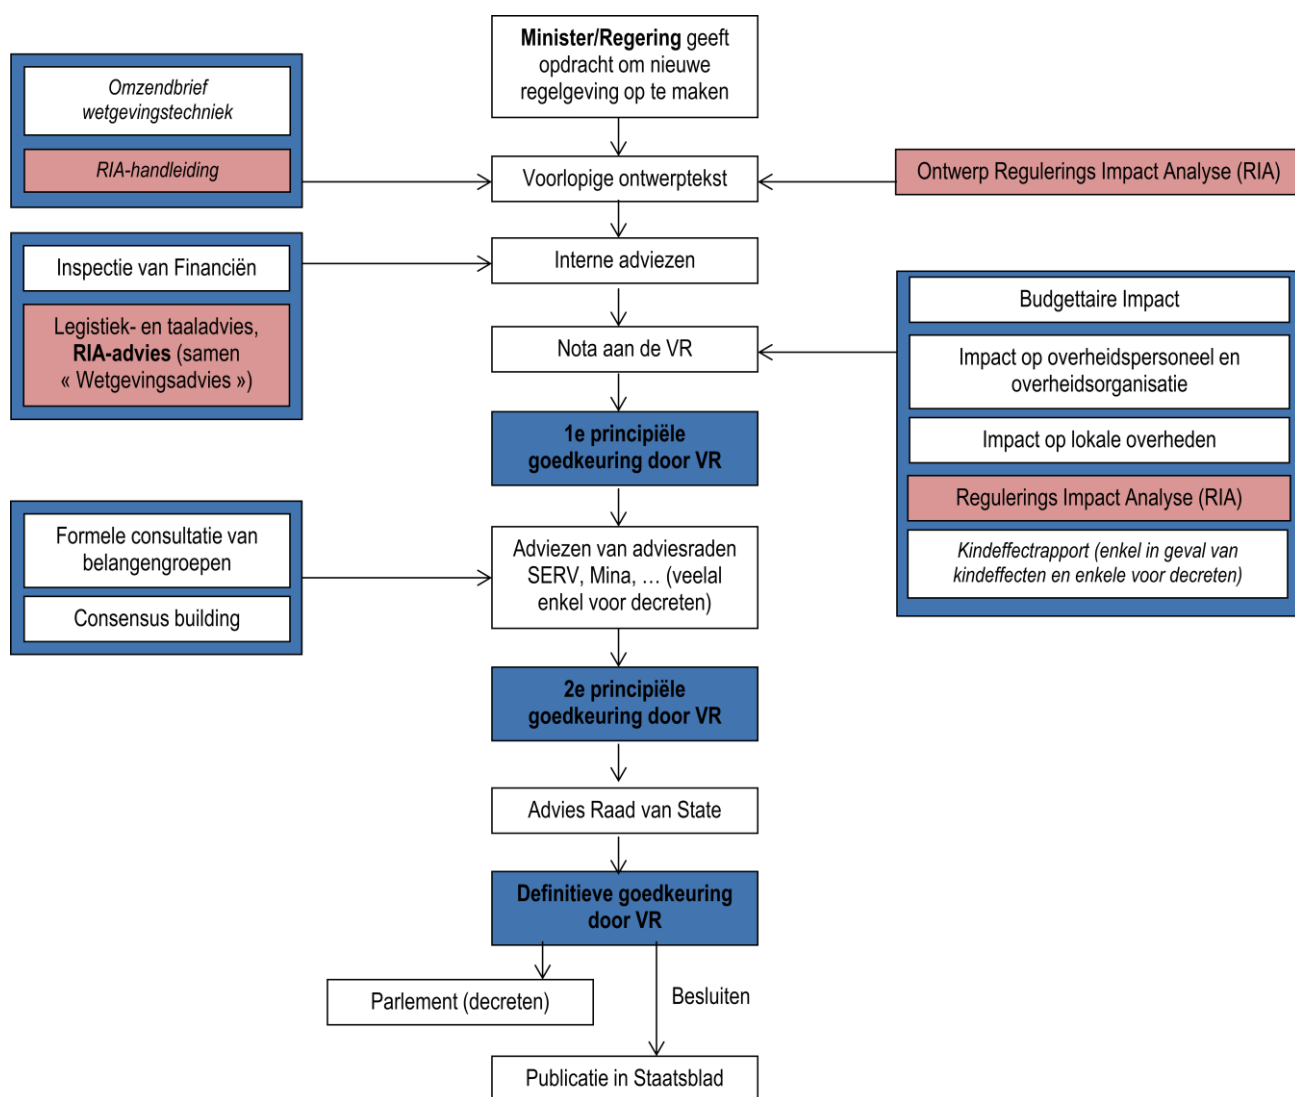 Minister/Regering geeft
opdracht om nieuwe
regelgeving op te maken
Omzendbrief
wetgevingstechniek
RIA-handleiding
Voorlopige ontwerptekst
Ontwerp Regulerings Impact Analyse (RIA)
Inspectie van Financiën
Legistiek- en taaladvies,
RIA-advies (samen
« Wetgevingsadvies »)
Interne adviezen
Nota aan de VR
Budgettaire Impact
Impact op overheidspersoneel en
overheidsorganisatie
Impact op lokale overheden
Regulerings Impact Analyse (RIA)
Kindeffectrapport (enkel in geval van
kindeffecten en enkele voor decreten)
1e principiële
goedkeuring door VR
Formele consultatie van
belangengroepen
Consensus building
Adviezen van adviesraden
SERV, Mina, … (veelal
enkel voor decreten)
2e principiële
goedkeuring door VR
Advies Raad van State
Definitieve goedkeuring
door VR
Parlement (decreten)
Besluiten
Publicatie in Staatsblad